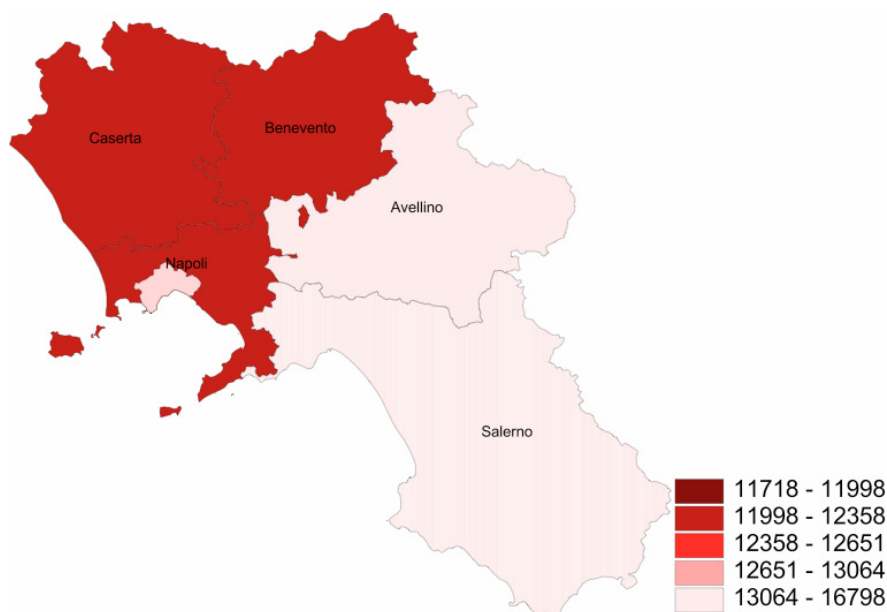 Caserta
Benevento
Avellino
Napoli
Salerno
11718 - 11998
11998 - 12358
12358 - 12651
12651 - 13064
13064 - 16798